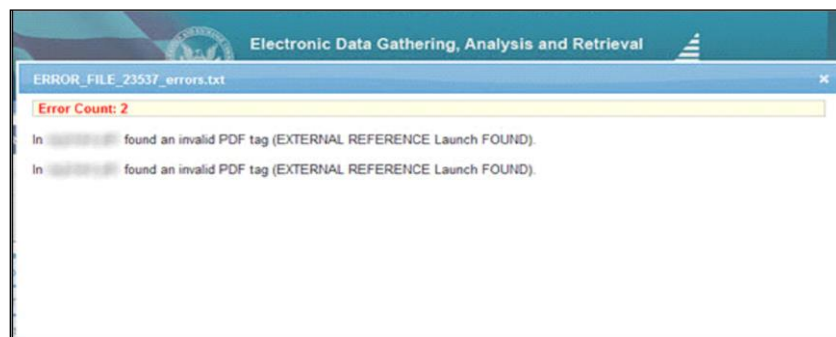 Electronic Data Gathering, Analysis and Retrieval
ERROR_FILE_23537_errors.txt
Error Count: 2
In found an invalid PDF tag (EXTERNAL REFERENCE Launch FOUND).
In found an invalid PDF tag (EXTERNAL REFERENCE Launch FOUND).